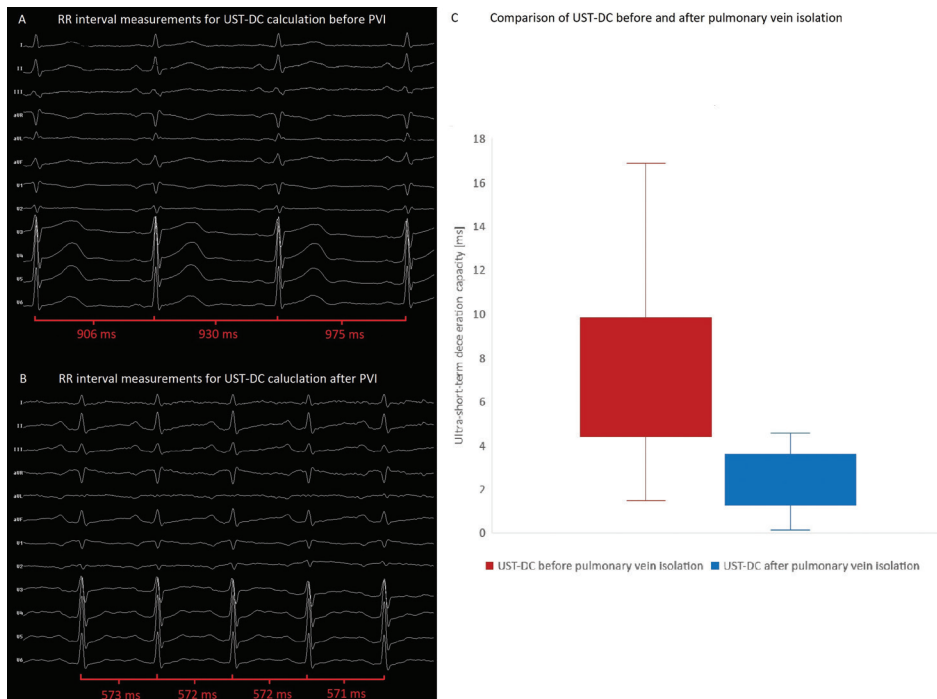 A RR interval measurements for UST-DC calculation before PVI
I
II
III
aVR
aVL
aVF
V1
V2
V3
V4
V5
V6
906 ms 930 ms 975 ms
B RR interval measurements for UST-DC caluclation after PVI
I
II
III
aVR
aVL
aVF
V1
V2
V3
V4
V5
V6
573 ms 572 ms 572 ms 571 ms
C Comparison of UST-DC before and after pulmonary vein isolation
Ultra-short-term deceleration capacity [ms]
18
16
14
12
10
8
6
4
2
0
UST-DC before pulmonary vein isolation UST-DC after pulmonary vein isolation